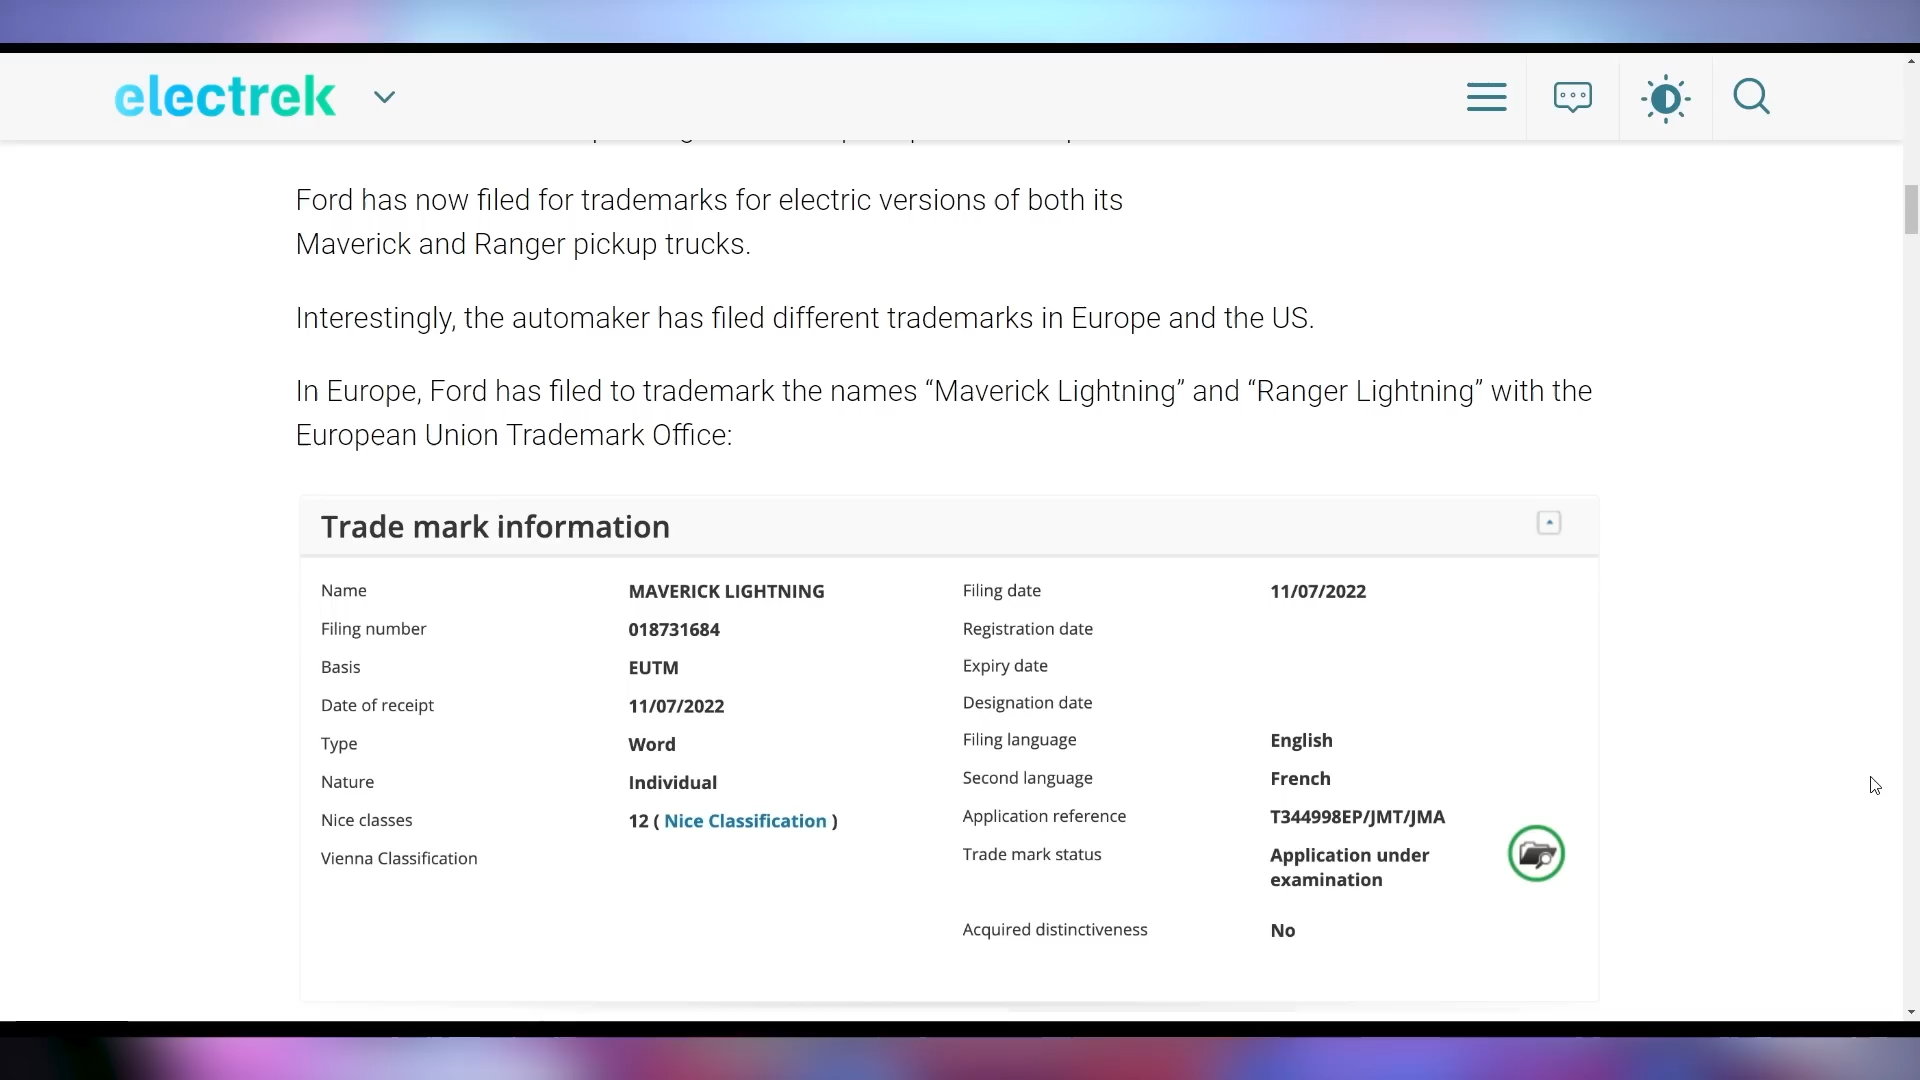 electrek
Ford has now filed for trademarks for electric versions of both its
Maverick and Ranger pickup trucks.
Interestingly, the automaker has filed different trademarks in Europe and the US.
In Europe, Ford has filed to trademark the names “Maverick Lightning” and “Ranger Lightning” with the
European Union Trademark Office:
Trade mark information
Name MAVERICK LIGHTNING
Filing number 018731684
Basis EUTM
Date of receipt 11/07/2022
Type Word
Nature Individual
Nice classes 12 ( Nice Classification )
Vienna Classification
Filing date 11/07/2022
Registration date
Expiry date
Designation date
Filing language English
Second language French
Application reference T344998EP/JMT/JMA
Trade mark status Application under
examination
Acquired distinctiveness No